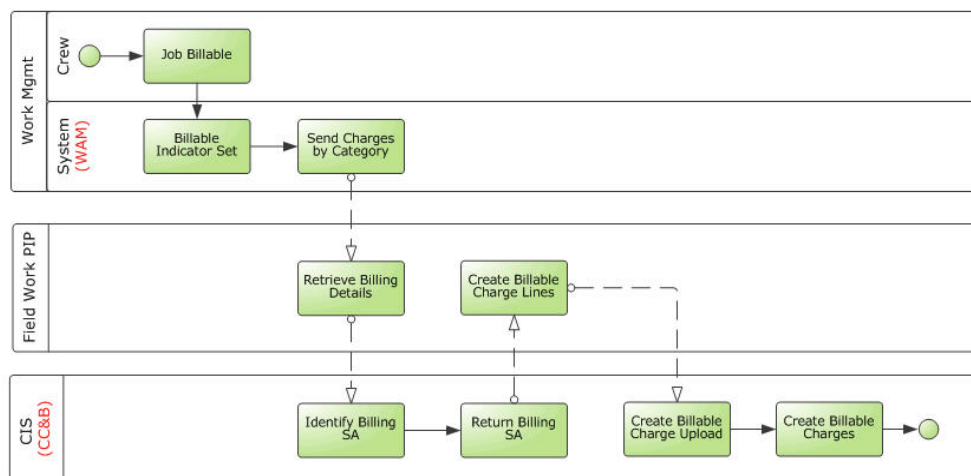 Work Mgmt
Crew
Job Billable
System
(WAM)
Billable
Indicator Set
Send Charges
by Category
Field Work PIP
Retrieve Billing
Details
Create Billable
Charge Lines
CIS
(CC&B)
Identify Billing
SA
Return Billing
SA
Create Billable
Charge Upload
Create Billable
Charges